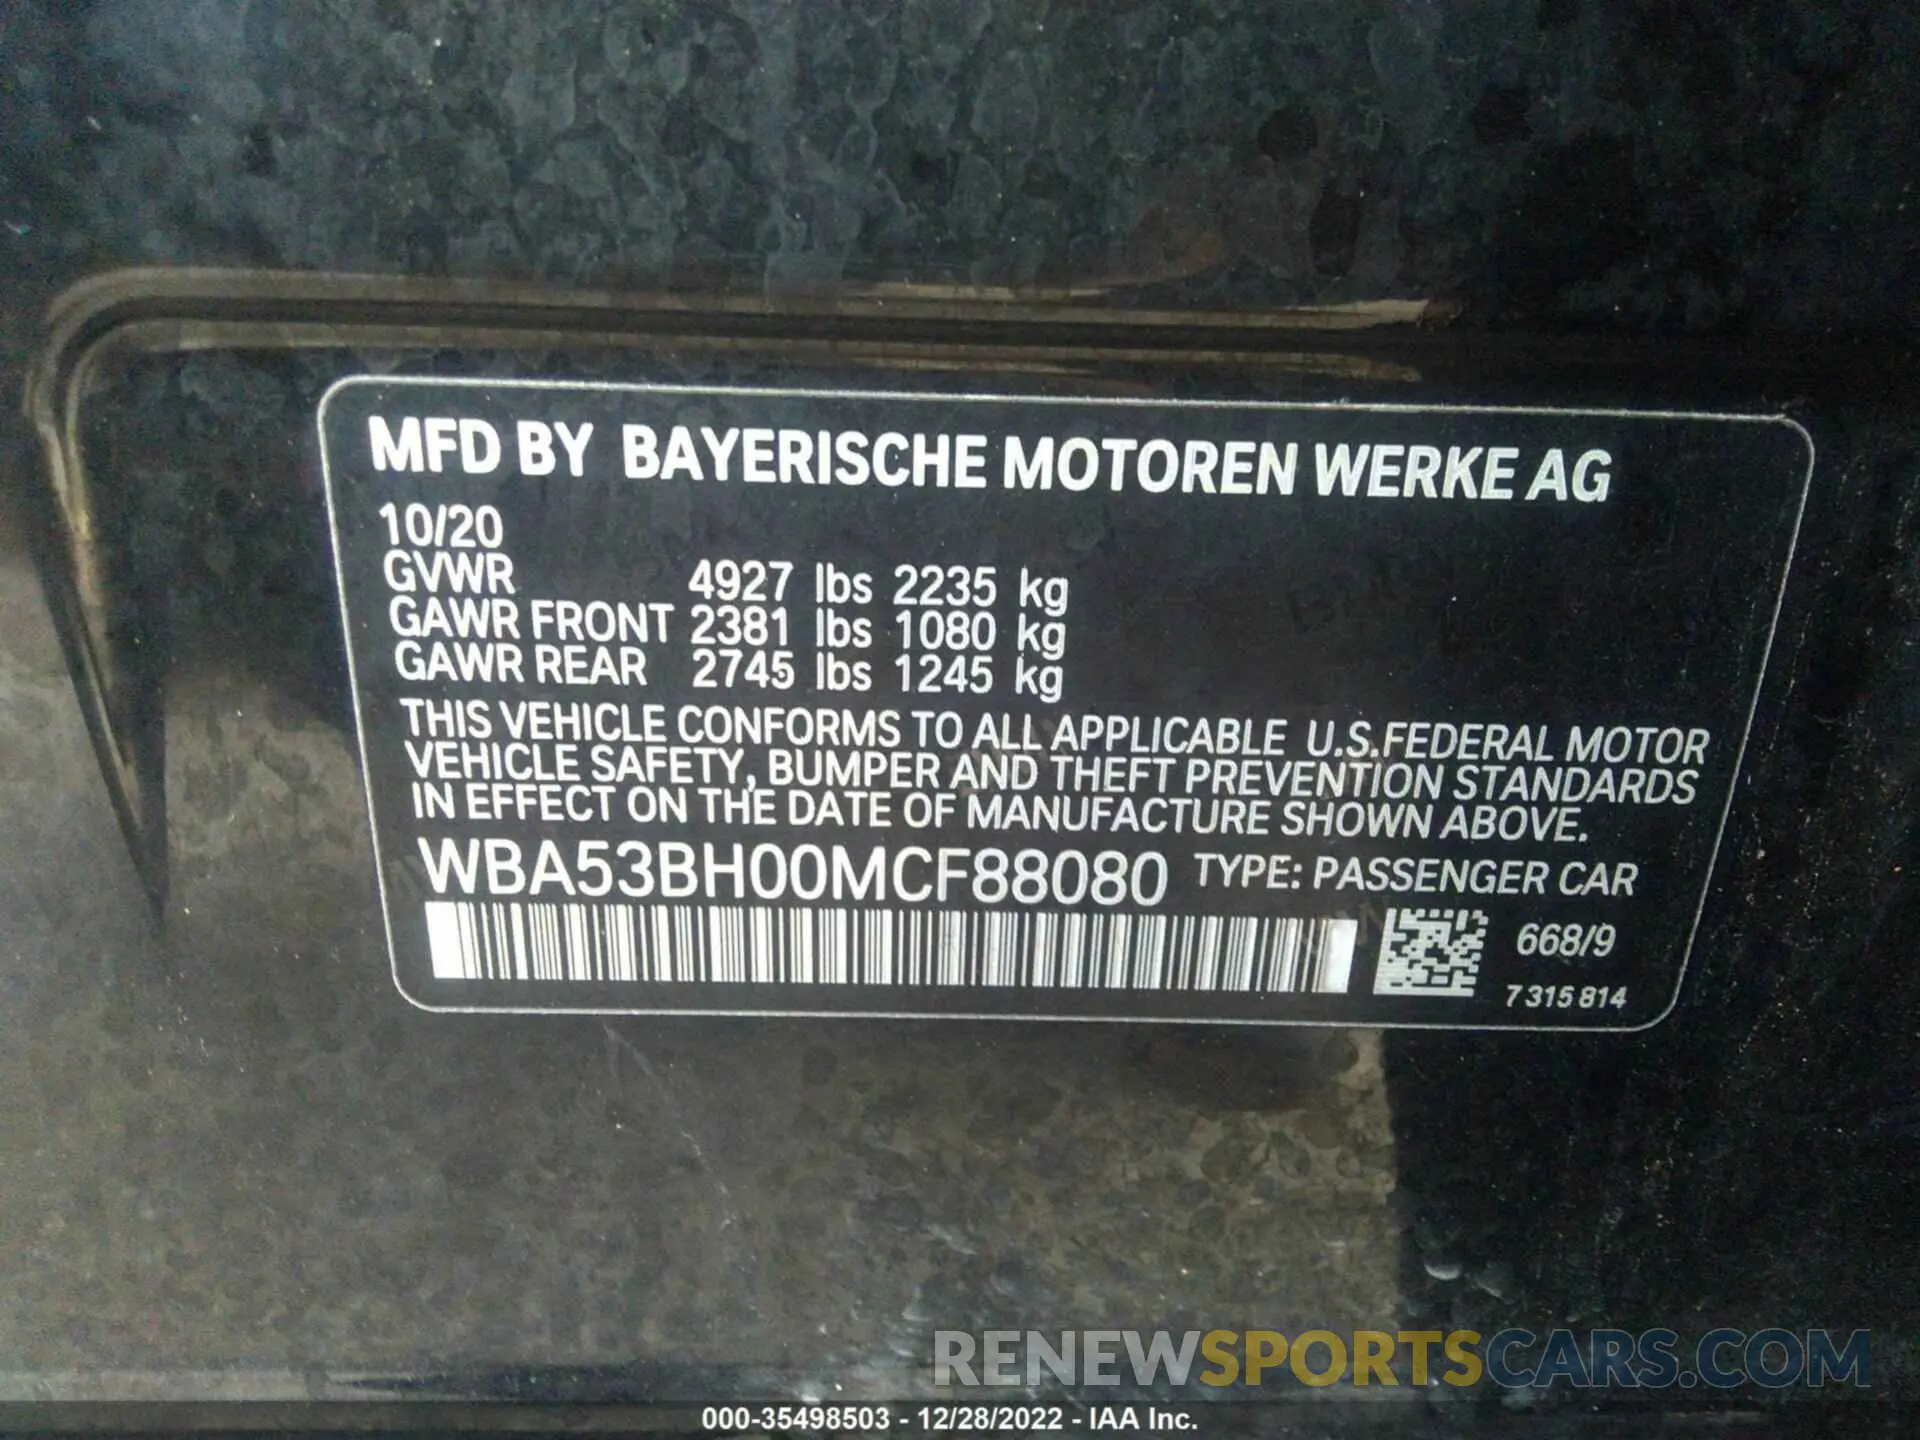 MFD BY BAYERISCHE MOTOREN WERKE AG
10/20
GVWR 4927 lbs 2235 kg
GAWR FRONT 2381 lbs 1080 kg
GAWR REAR 2745 lbs 1245 kg
THIS VEHICLE CONFORMS TO ALL APPLICABLE U.S.FEDERAL MOTOR
VEHICLE SAFETY, BUMPER AND THEFT PREVENTION STANDARDS
IN EFFECT ON THE DATE OF MANUFACTURE SHOWN ABOVE.
WBA53BH00MCF88080 TYPE: PASSENGER CAR
668/9
7 315 814
RENEWSPORTSCARS.COM
000-35498503 - 12/28/2022 - IAA Inc.